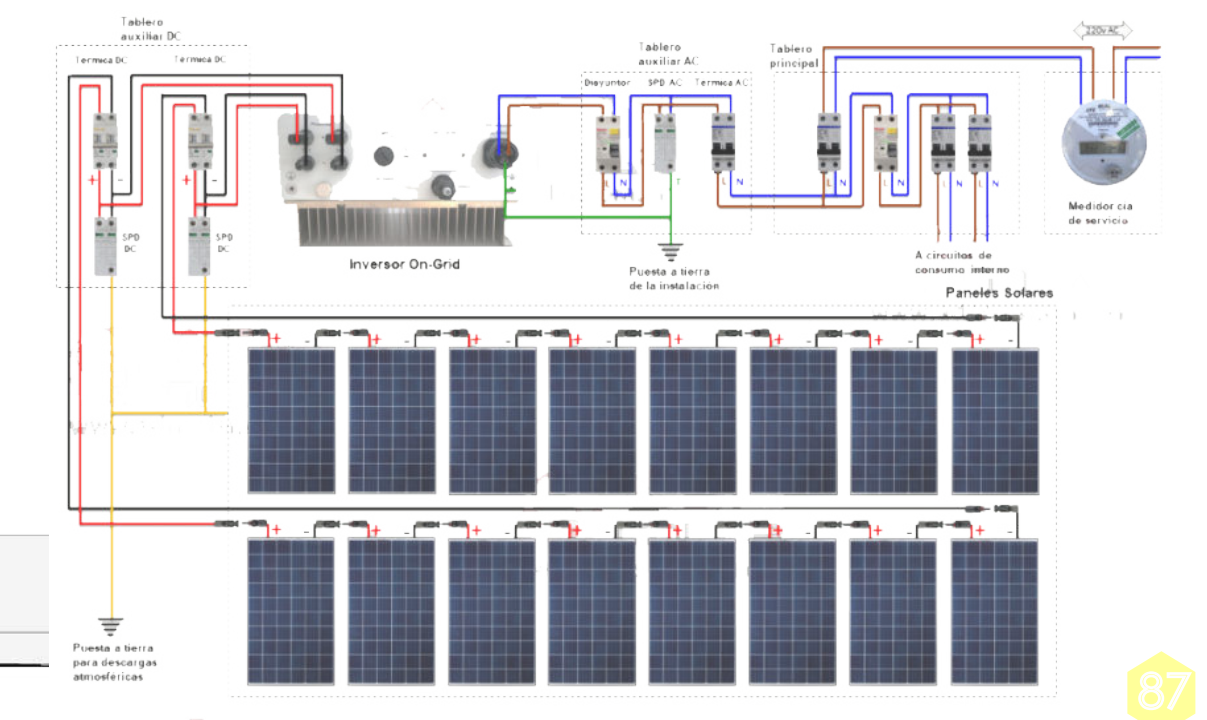 Tablero
auxiliar DC
Termica DC
Termica DC
+
-
+
-
SPD
DC
SPD
DC
Inversor On-Grid
Tablero
auxiliar AC
Disyuntor
SPD AC
Termica AC
L
N
T
L
N
Puesta a tierra
de la instalacion
Tablero
principal
L
N
L
N
L
N
L
N
A circuitos de
consumo interno
220v AC
Medidor cia
de servicio
Paneles Solares
+
-
+
-
+
-
+
-
+
-
+
-
+
-
+
-
+
-
+
-
+
-
+
-
+
-
+
-
+
-
+
-
Puesta a tierra
para descargas
atmosféricas
87